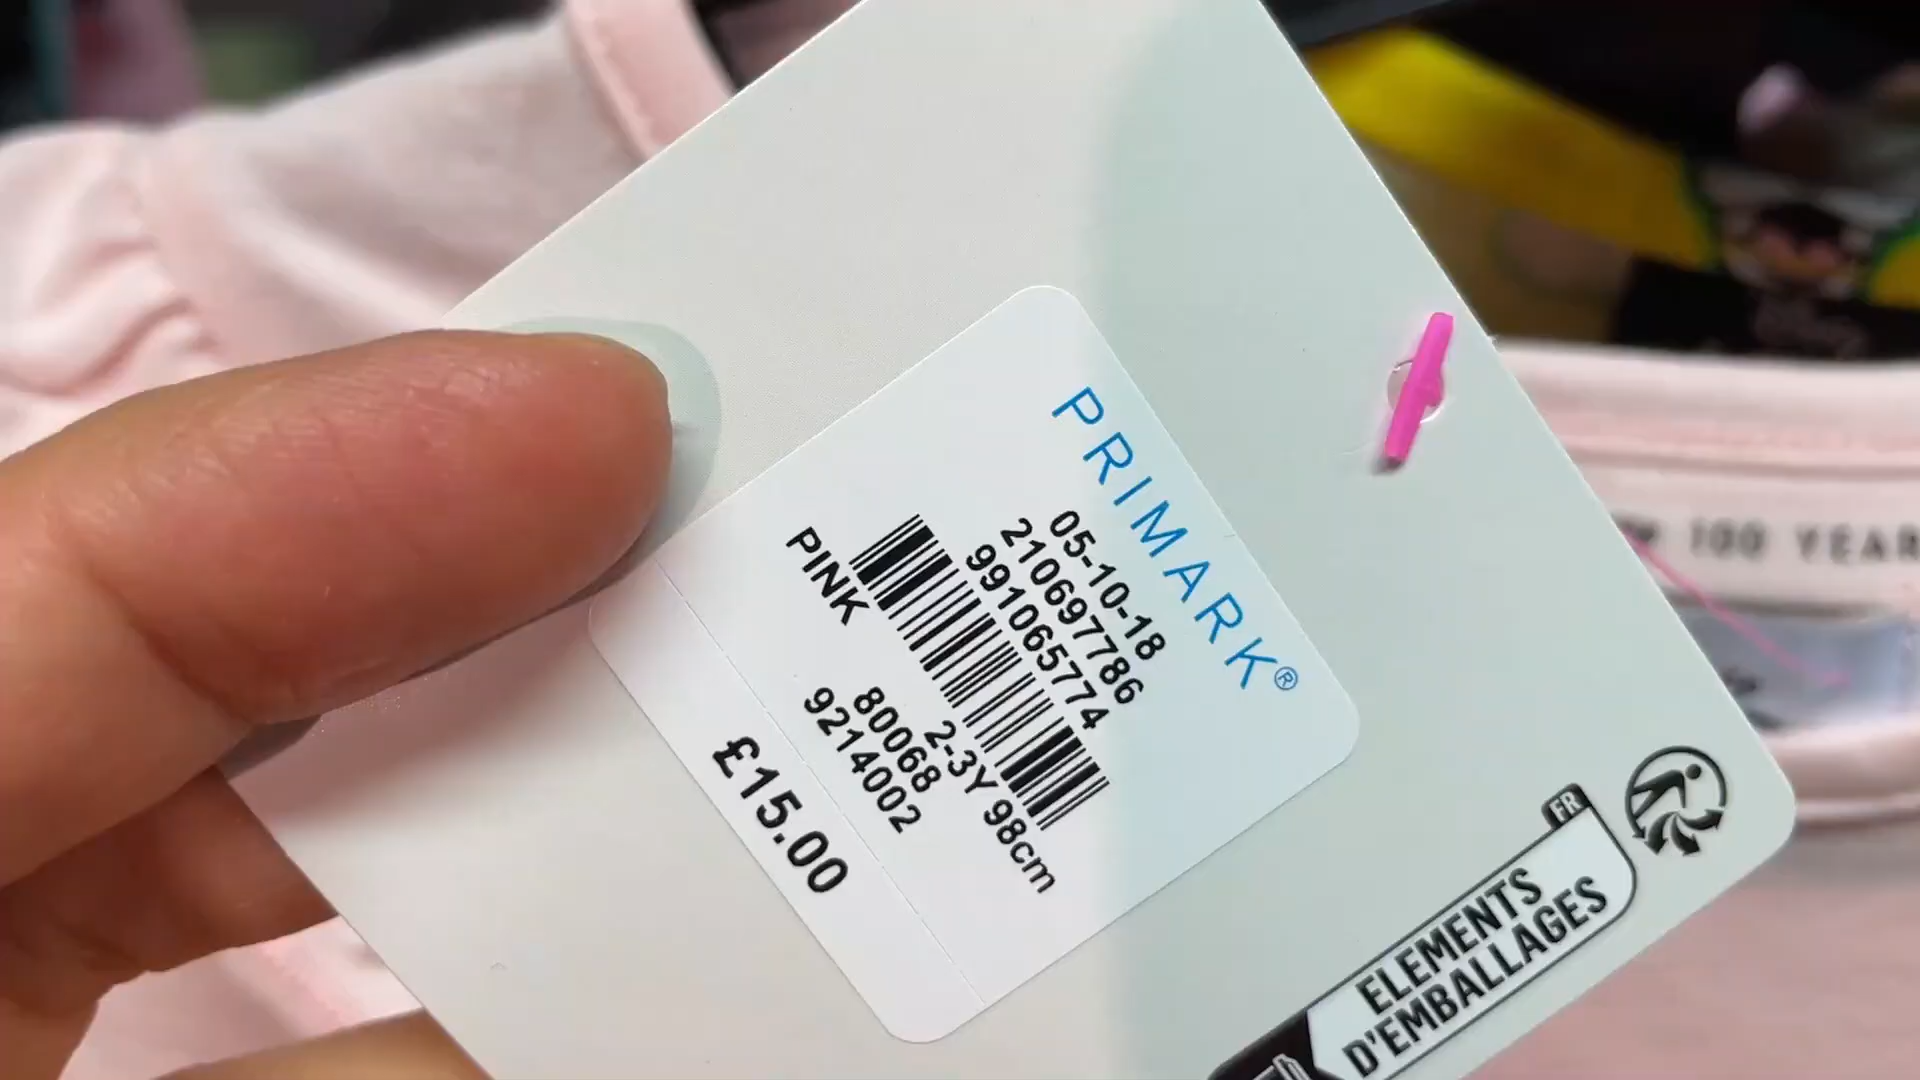 PRIMARK®
05-10-18
210697786
991065774
PINK
2-3Y 98cm
80068
9214002
£15.00
FR
ELEMENTS
D'EMBALLAGES
100 YEAR